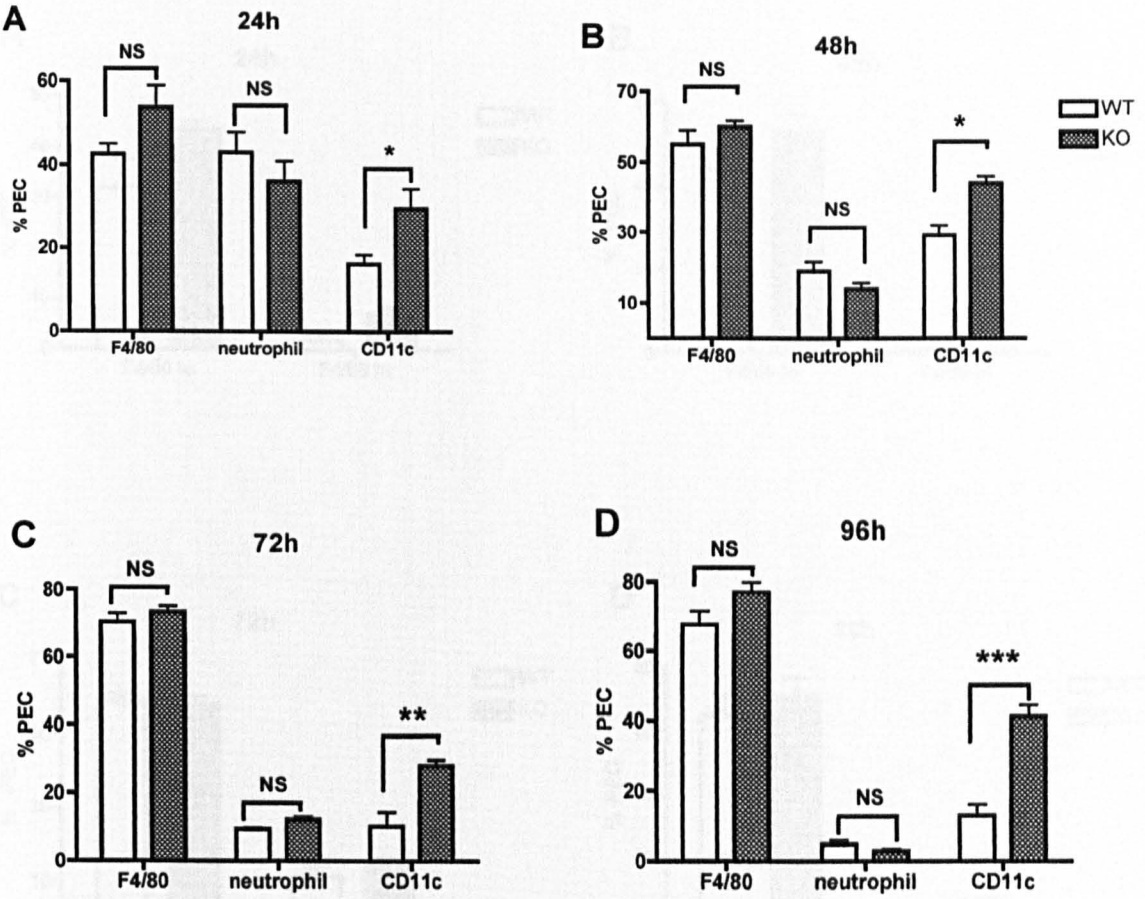 A
24h
NS
NS
*
60
40
20
0
% PEC
F4/80
neutrophil
CD11c
B
48h
NS
NS
*
70
50
30
10
% PEC
F4/80
neutrophil
CD11c
WT
KO
C
72h
NS
NS
**
80
60
40
20
0
% PEC
F4/80
neutrophil
CD11c
D
96h
NS
NS
***
80
60
40
20
0
% PEC
F4/80
neutrophil
CD11c